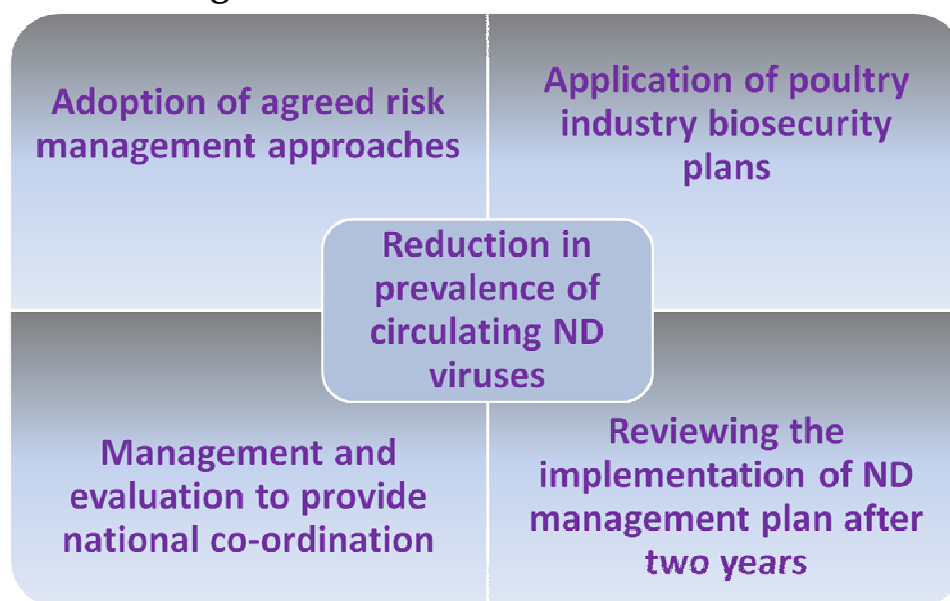 Adoption of agreed risk
management approaches
Application of poultry
industry biosecurity
plans
Reduction in
prevalence of
circulating ND
viruses
Management and
evaluation to provide
national co-ordination
Reviewing the
implementation of ND
management plan after
two years